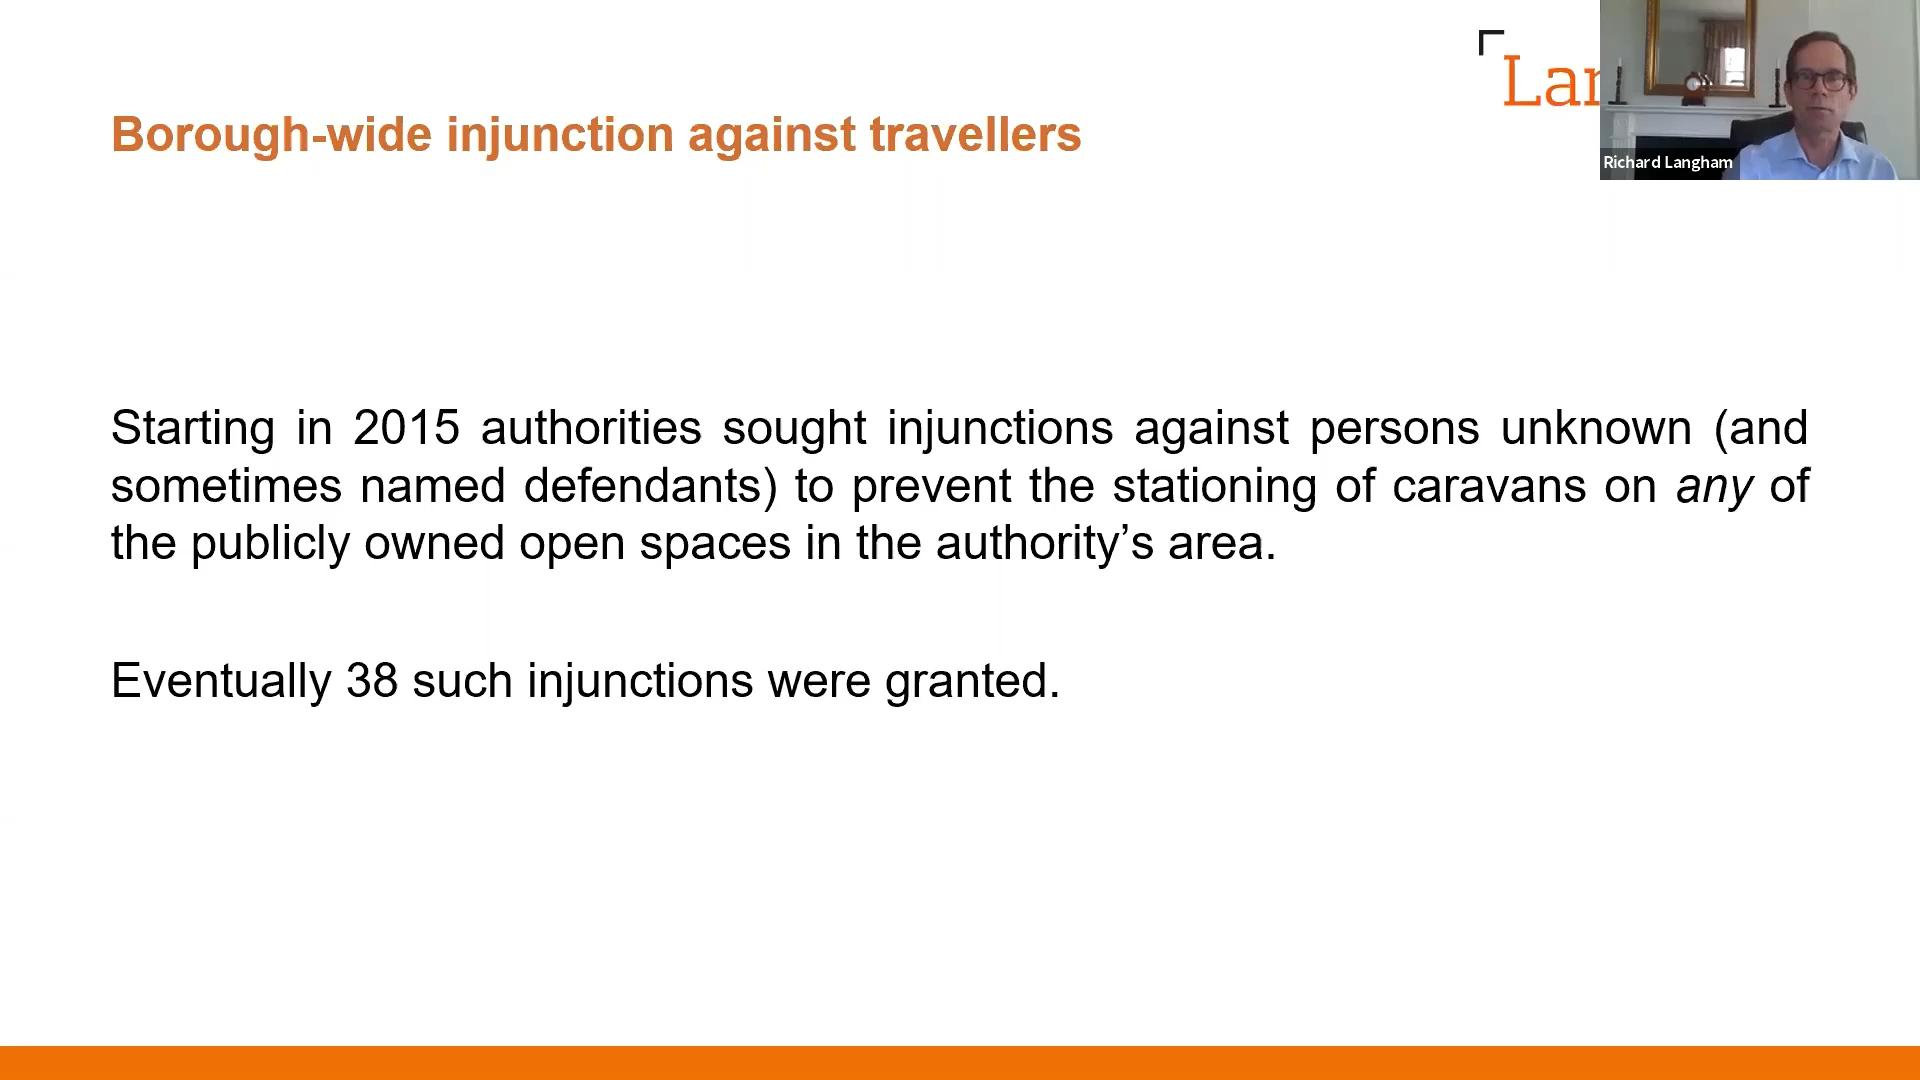 Borough-wide injunction against travellers
Lan
Richard Langham
Starting in 2015 authorities sought injunctions against persons unknown (and
sometimes named defendants) to prevent the stationing of caravans on any of
the publicly owned open spaces in the authority’s area.
Eventually 38 such injunctions were granted.